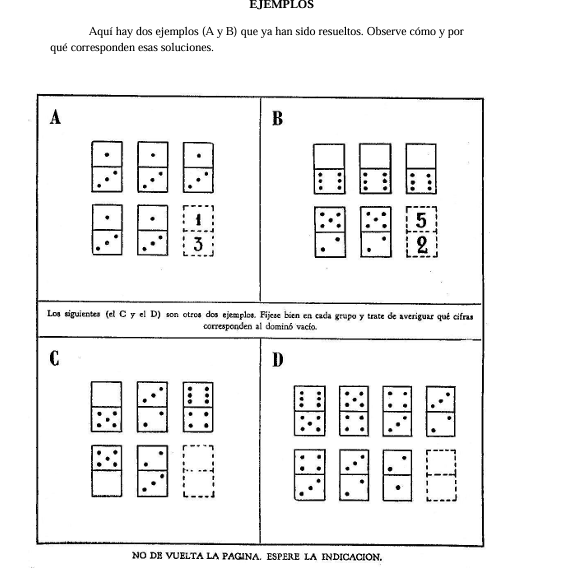 EJEMPLOS
Aquí hay dos ejemplos (A y B) que ya han sido resueltos. Observe cómo y por
qué corresponden esas soluciones.
A
B
1
3
5
2
Los siguientes (el C y el D) son otros dos ejemplos. Fíjese bien en cada grupo y trate de averiguar qué cifras
corresponden al dominó vacío.
C
D
NO DE VUELTA LA PAGINA. ESPERE LA INDICACION.